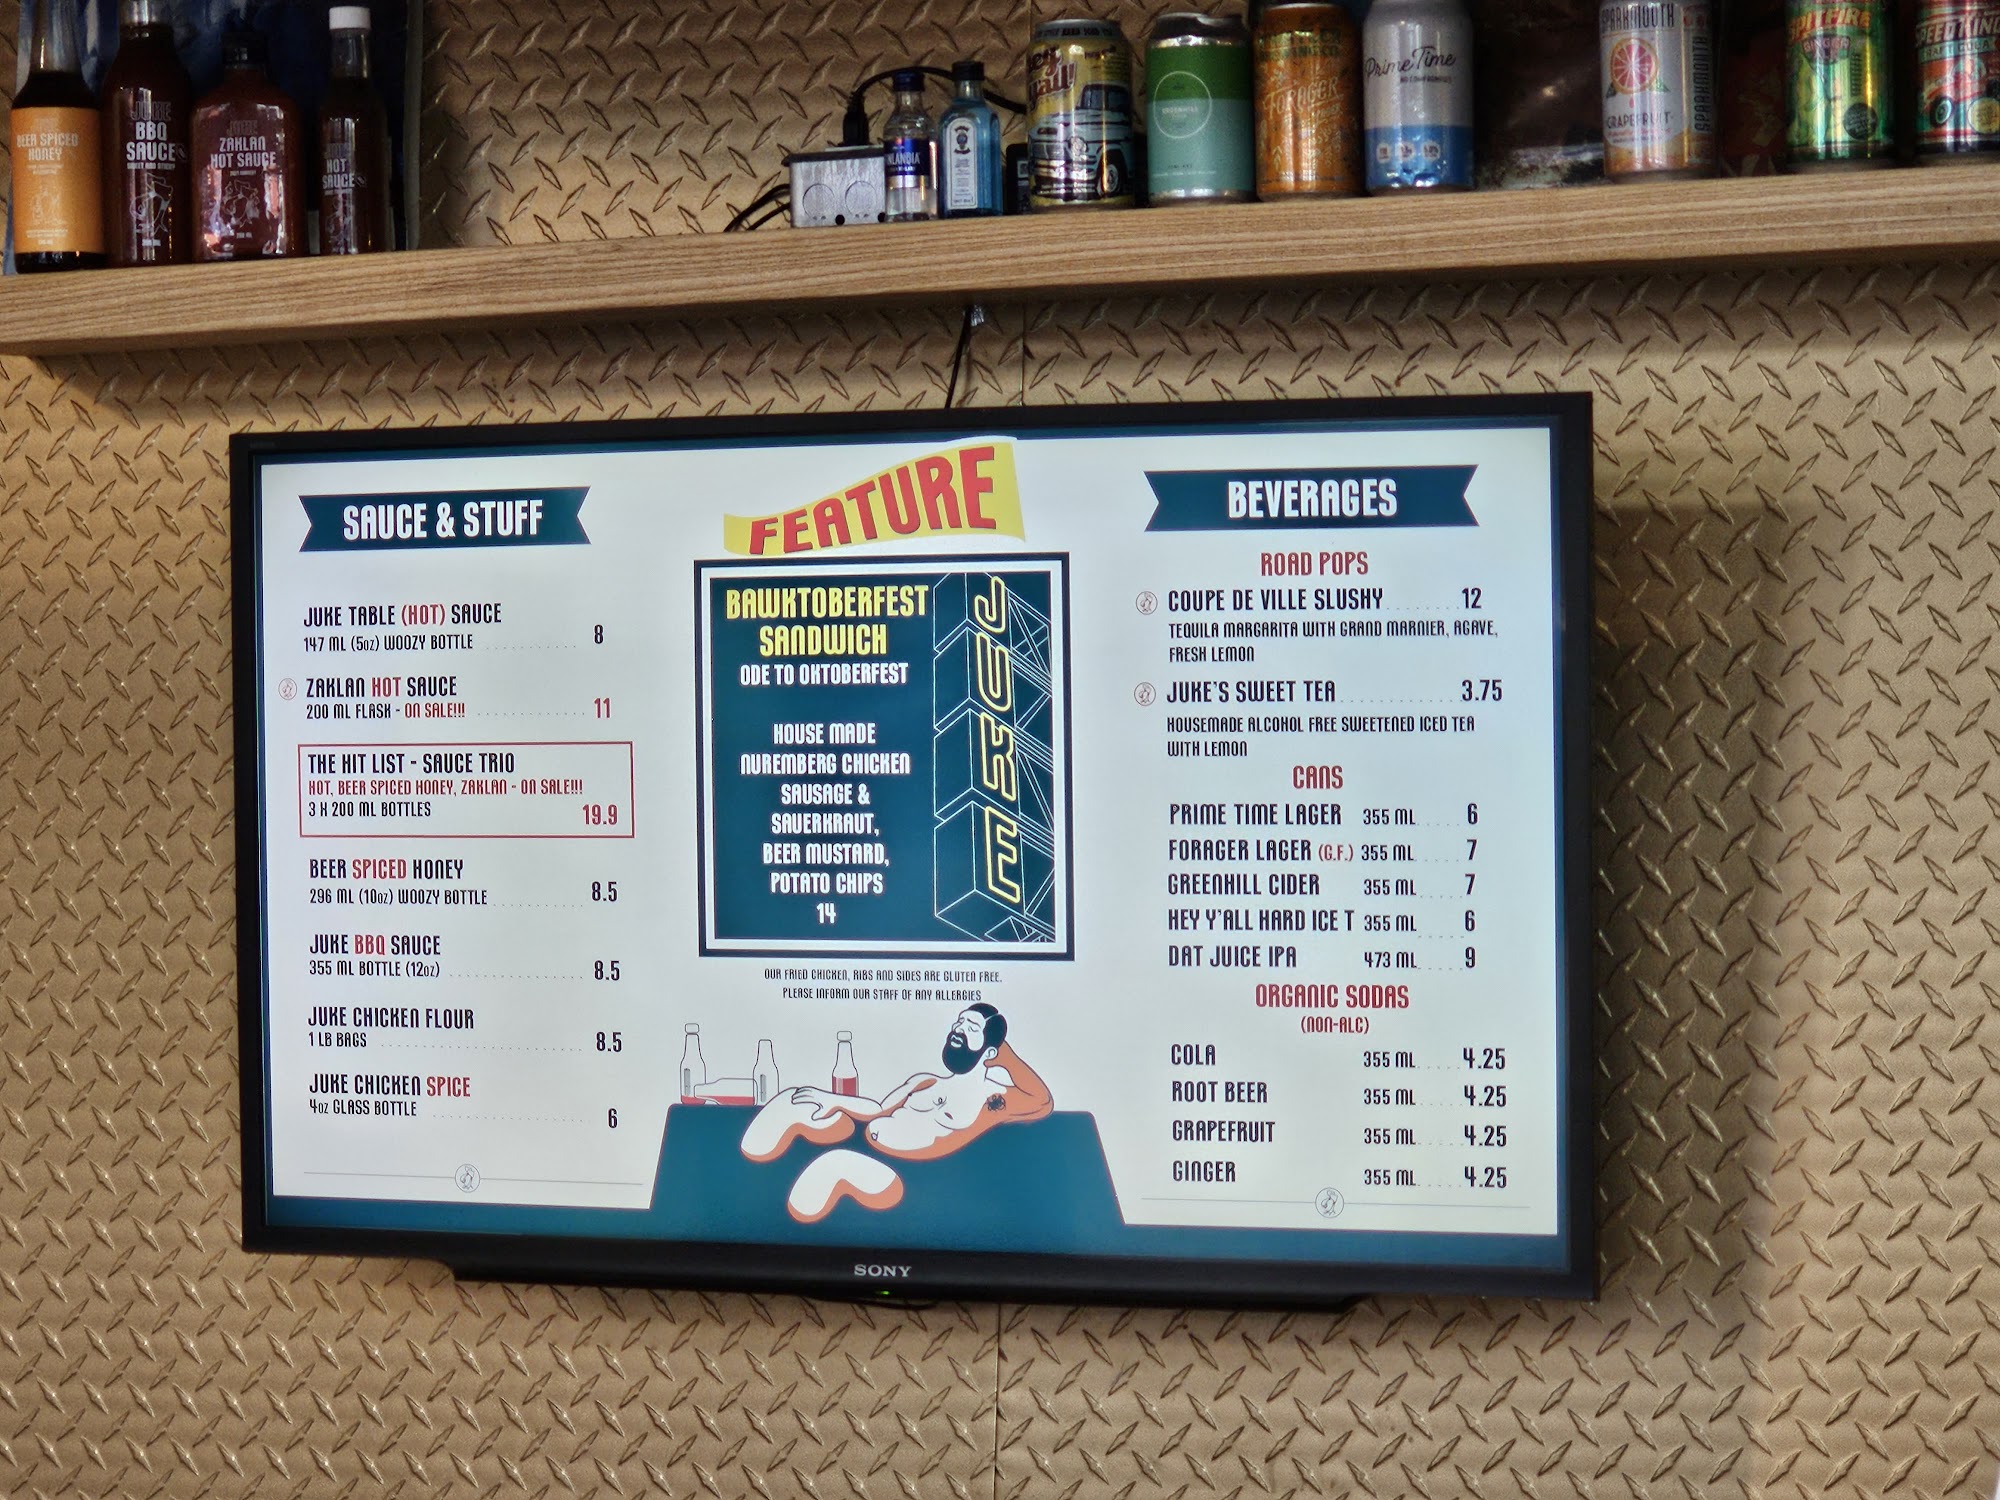 BEER SPICED
HONEY
JUKE
BBQ
SAUCE
JUKE
ZAKLAN
HOT SAUCE
HOT
SAUCE
GREENHILL
FORAGER
Prime Time
SPARKMOUTH
GRAPEFRUIT
SPARKMOUTH
SPITFIRE
GINGER
SPEED KING
CRAFT COLA
SAUCE & STUFF
JUKE TABLE (HOT) SAUCE
147 ML (5oz) WOOZY BOTTLE 8
ZAKLAN HOT SAUCE
200 ML FLASK - ON SALE!!! 11
THE HIT LIST - SAUCE TRIO
HOT, BEER SPICED HONEY, ZAKLAN - ON SALE!!!
3 X 200 ML BOTTLES 19.9
BEER SPICED HONEY
296 ML (10oz) WOOZY BOTTLE 8.5
JUKE BBQ SAUCE
355 ML BOTTLE (12oz) 8.5
JUKE CHICKEN FLOUR
1 LB BAGS 8.5
JUKE CHICKEN SPICE
4oz GLASS BOTTLE 6
FEATURE
BAWKTOBERFEST
SANDWICH
ODE TO OKTOBERFEST
HOUSE MADE
NUREMBERG CHICKEN
SAUSAGE &
SAUERKRAUT,
BEER MUSTARD,
POTATO CHIPS
14
JUKE
OUR FRIED CHICKEN, RIBS AND SIDES ARE GLUTEN FREE.
PLEASE INFORM OUR STAFF OF ANY ALLERGIES
BEVERAGES
ROAD POPS
COUPE DE VILLE SLUSHY 12
TEQUILA MARGARITA WITH GRAND MARNIER, AGAVE,
FRESH LEMON
JUKE'S SWEET TEA 3.75
HOUSEMADE ALCOHOL FREE SWEETENED ICED TEA
WITH LEMON
CANS
PRIME TIME LAGER 355 ML 6
FORAGER LAGER (G.F.) 355 ML 7
GREENHILL CIDER 355 ML 7
HEY Y'ALL HARD ICE T 355 ML 6
DAT JUICE IPA 473 ML 9
ORGANIC SODAS
(NON-ALC)
COLA 355 ML 4.25
ROOT BEER 355 ML 4.25
GRAPEFRUIT 355 ML 4.25
GINGER 355 ML 4.25
SONY